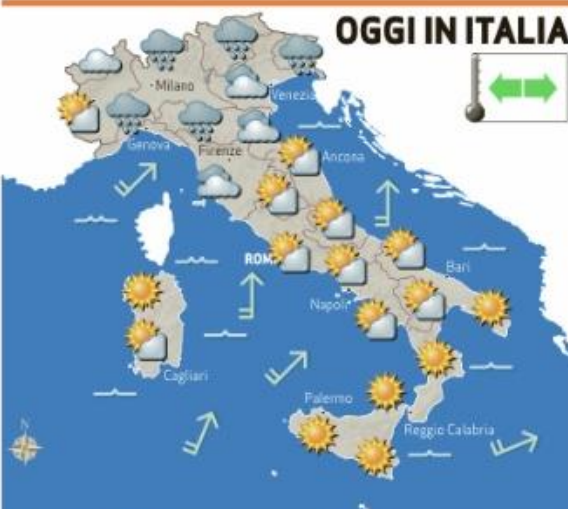 OGGI IN ITALIA
Milano
Venezia
Genova
Firenze
Ancona
ROMA
Bari
Napoli
Cagliari
Palermo
Reggio Calabria
N